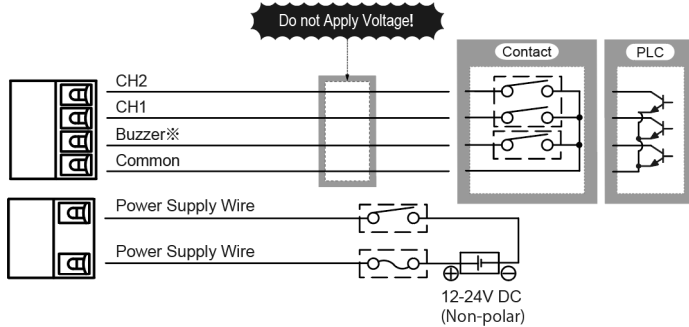 Do not Apply Voltage!
Contact
PLC
CH2
CH1
Buzzer※
Common
Power Supply Wire
Power Supply Wire
12-24V DC
(Non-polar)